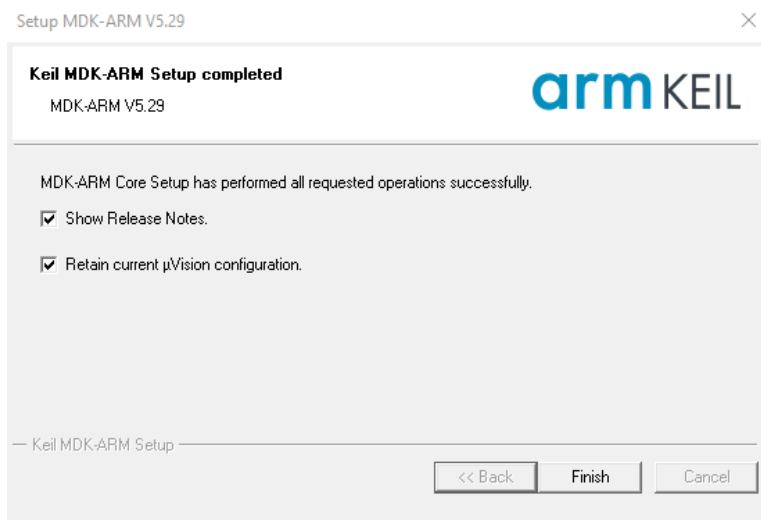 Setup MDK-ARM V5.29
Keil MDK-ARM Setup completed
MDK-ARM V5.29
arm KEIL
MDK-ARM Core Setup has performed all requested operations successfully.
Show Release Notes.
Retain current µVision configuration.
Keil MDK-ARM Setup
<< Back
Finish
Cancel